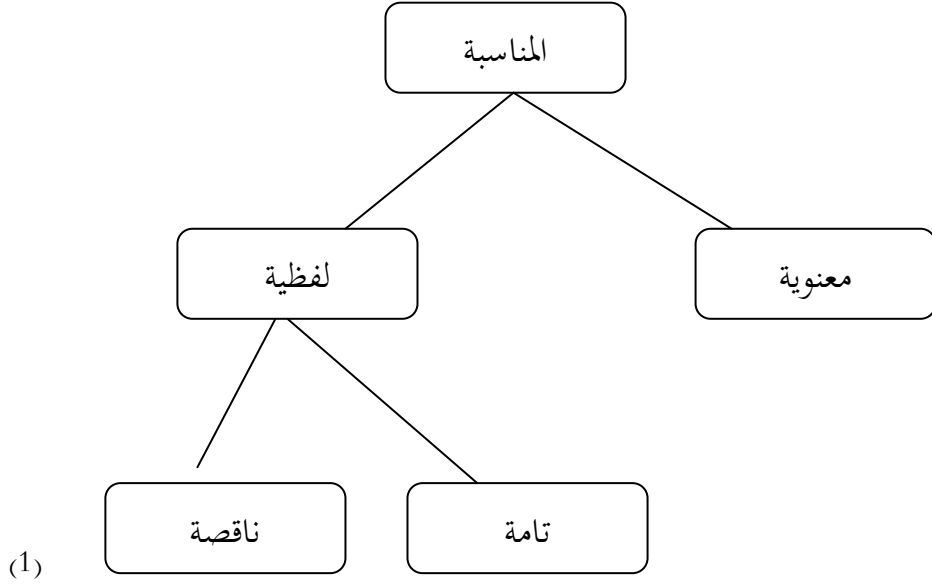 المناسبة
معنوية
لفظية
تامة
ناقصة
(1)